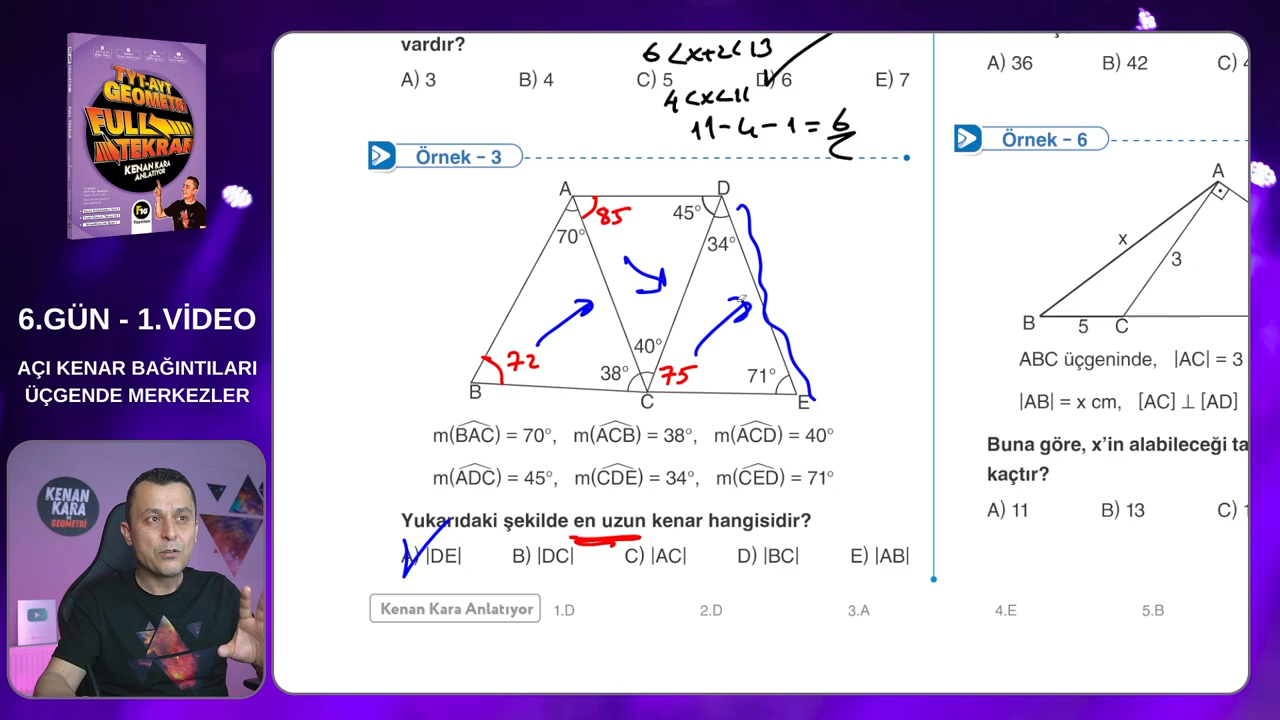 TYT-AYT
GEOMETRİ
FULL
TEKRAR
KENAN KARA
ANLATIYOR
6.GÜN - 1.VİDEO
AÇI KENAR BAĞINTILARI
ÜÇGENDE MERKEZLER
KENAN
KARA
GEOMETRİ
vardır?
A) 3 B) 4 C) 5 D) 6 E) 7
6<x+2<13
4<x<11
11-4-1=6
Örnek – 3
A D
85 45°
70° 34°
72 40°
38° 75 71°
B C E
m(BAC) = 70°, m(ACB) = 38°, m(ACD) = 40°
m(ADC) = 45°, m(CDE) = 34°, m(CED) = 71°
Yukarıdaki şekilde en uzun kenar hangisidir?
A) |DE| B) |DC| C) |AC| D) |BC| E) |AB|
Kenan Kara Anlatıyor 1.D 2.D 3.A 4.E 5.B
A) 36 B) 42 C)
Örnek – 6
A
x
3
B 5 C
ABC üçgeninde, |AC| = 3
|AB| = x cm, [AC] ⊥ [AD]
Buna göre, x'in alabileceği ta
kaçtır?
A) 11 B) 13 C)